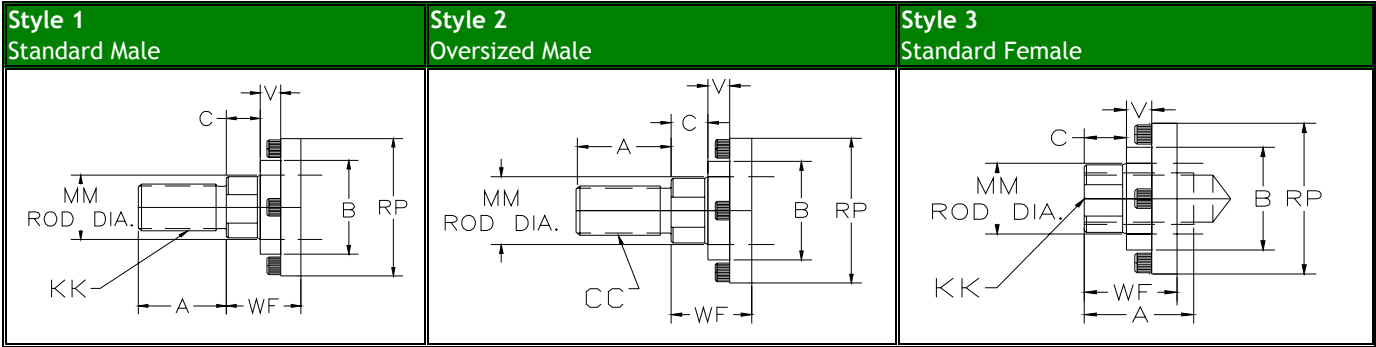 Style 1
Standard Male
Style 2
Oversized Male
Style 3
Standard Female
V
C
MM
ROD DIA.
B
RP
KK
A
WF
V
C
A
MM
ROD DIA.
B
RP
CC
WF
V
C
MM
ROD DIA.
B
RP
KK
WF
A